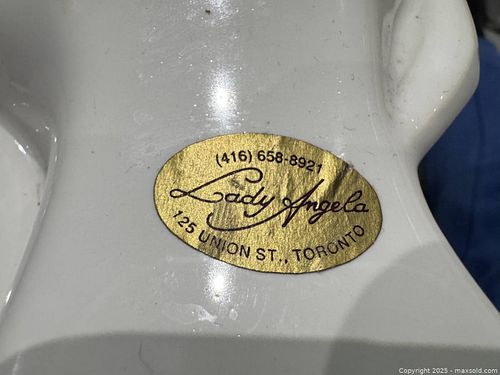 (416) 658-8921
Lady Angela
125 UNION ST., TORONTO
Copyright © 2025 - maxsold.com